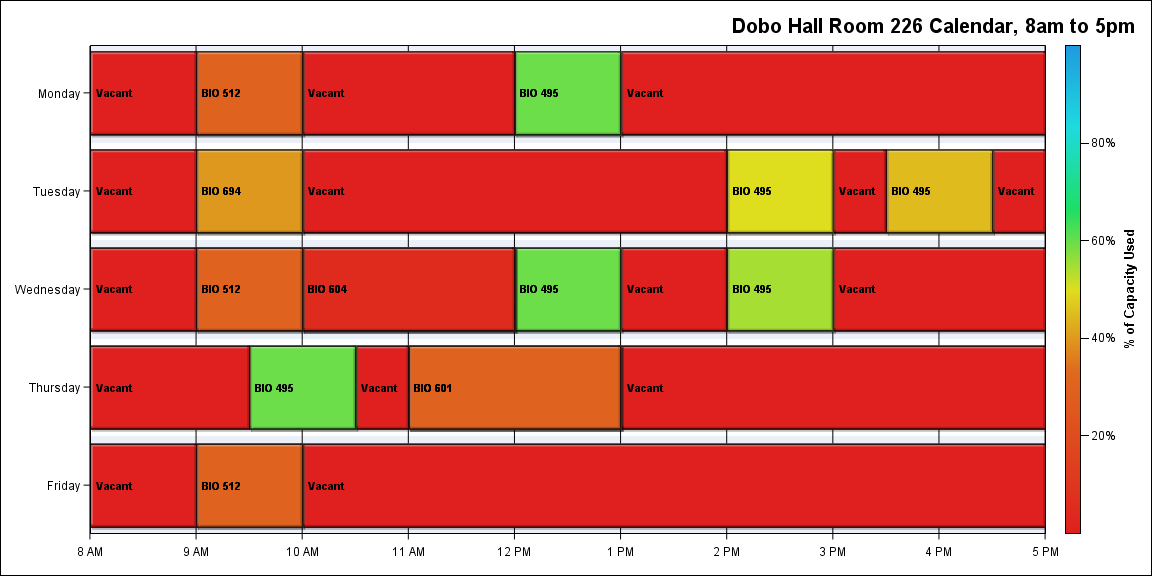 Dobo Hall Room 226 Calendar, 8am to 5pm
Monday
Vacant
BIO 512
Vacant
BIO 495
Vacant
Tuesday
Vacant
BIO 694
Vacant
BIO 495
Vacant
BIO 495
Vacant
Wednesday
Vacant
BIO 512
BIO 604
BIO 495
Vacant
BIO 495
Vacant
Thursday
Vacant
BIO 495
Vacant
BIO 601
Vacant
Friday
Vacant
BIO 512
Vacant
8 AM
9 AM
10 AM
11 AM
12 PM
1 PM
2 PM
3 PM
4 PM
5 PM
80%
60%
40%
20%
% of Capacity Used